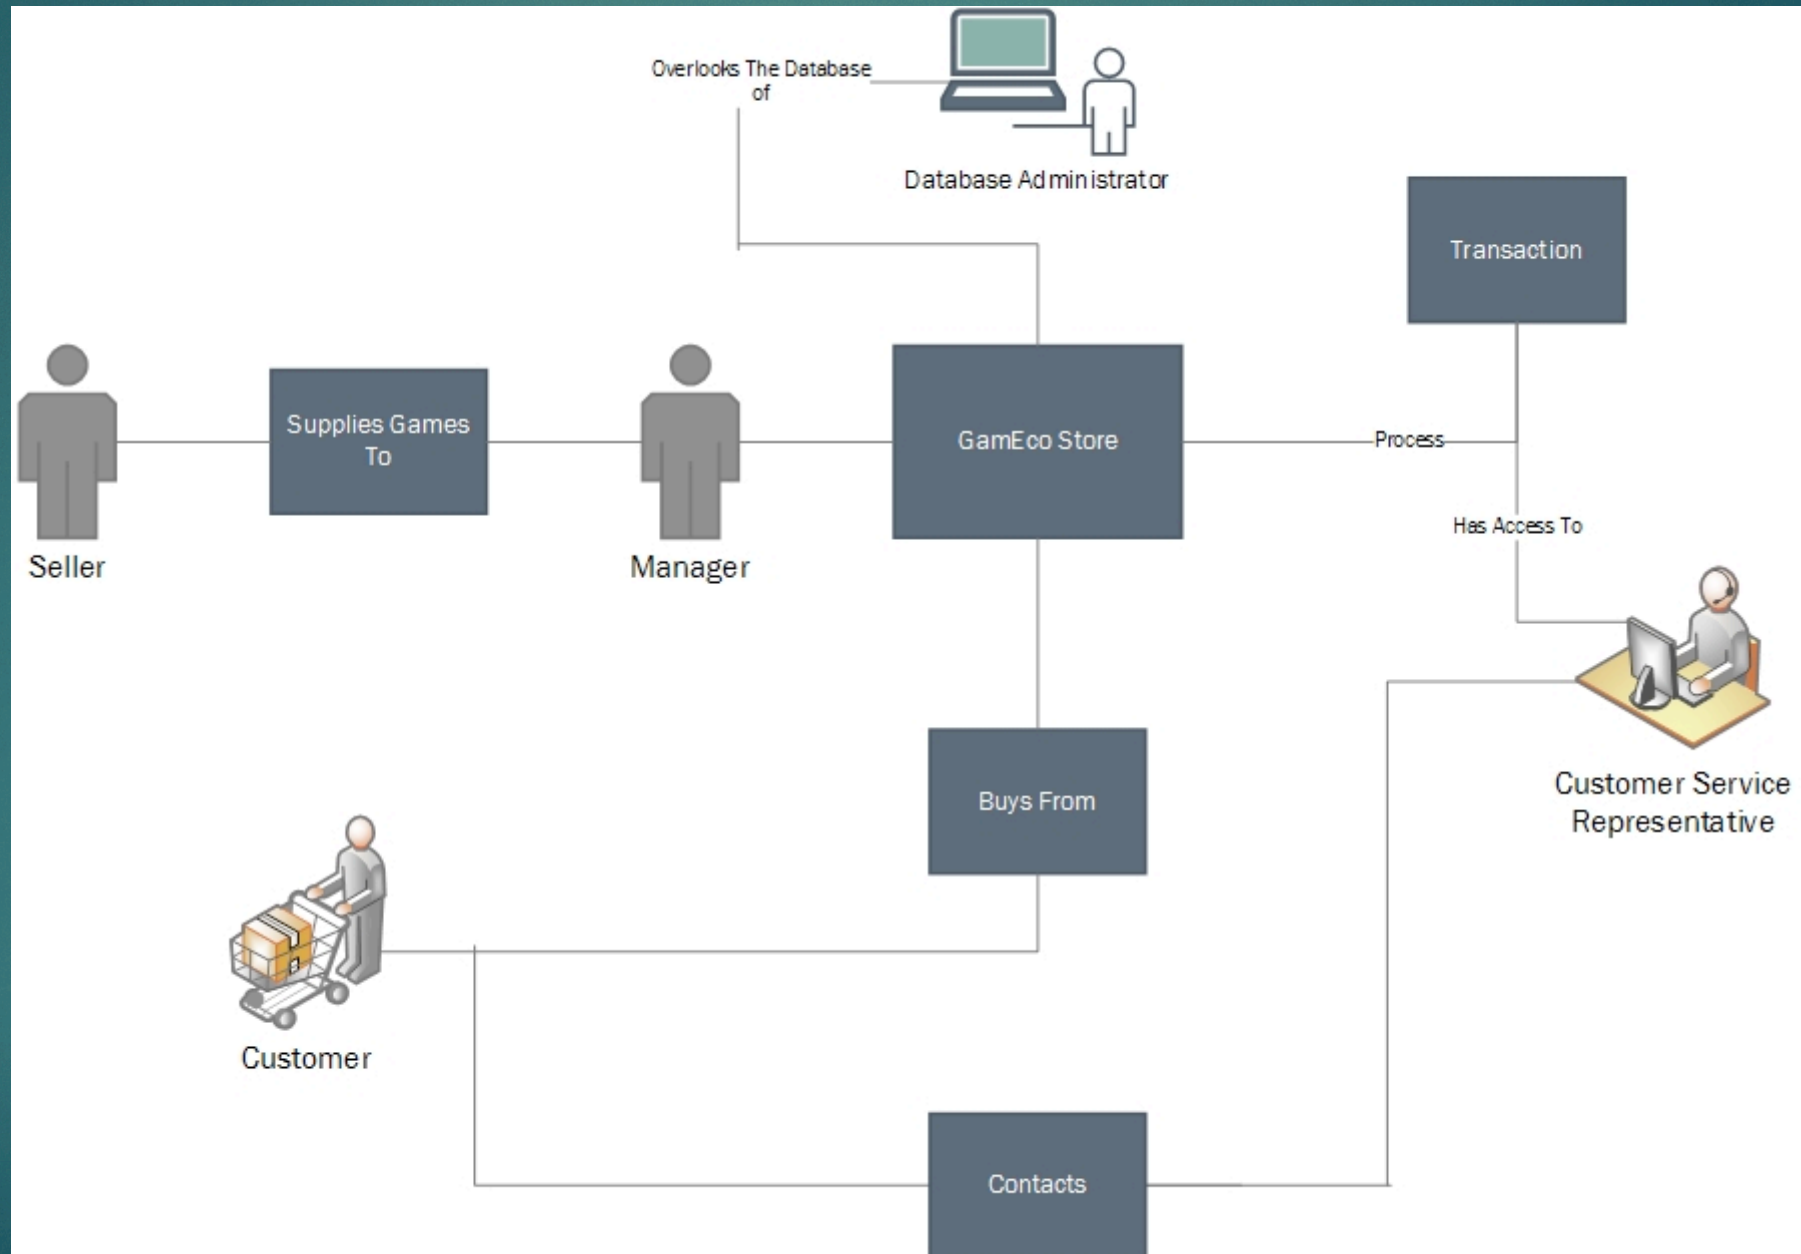 Overlooks The Database
of
Database Administrator
Transaction
Supplies Games
To
GamEco Store
Process
Seller
Manager
Has Access To
Buys From
Customer Service
Representative
Customer
Contacts